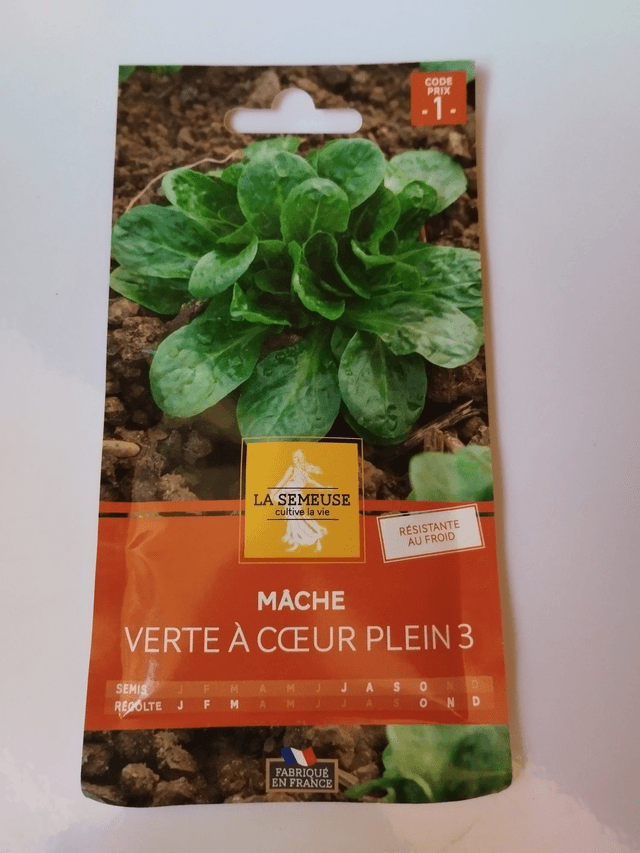 CODE
PRIX
- 1 -
LA SEMEUSE
cultive la vie
RÉSISTANTE
AU FROID
MÂCHE
VERTE À CŒUR PLEIN 3
SEMIS J F M A M J J A S O N D
RÉCOLTE J F M A M J J A S O N D
FABRIQUÉ
EN FRANCE